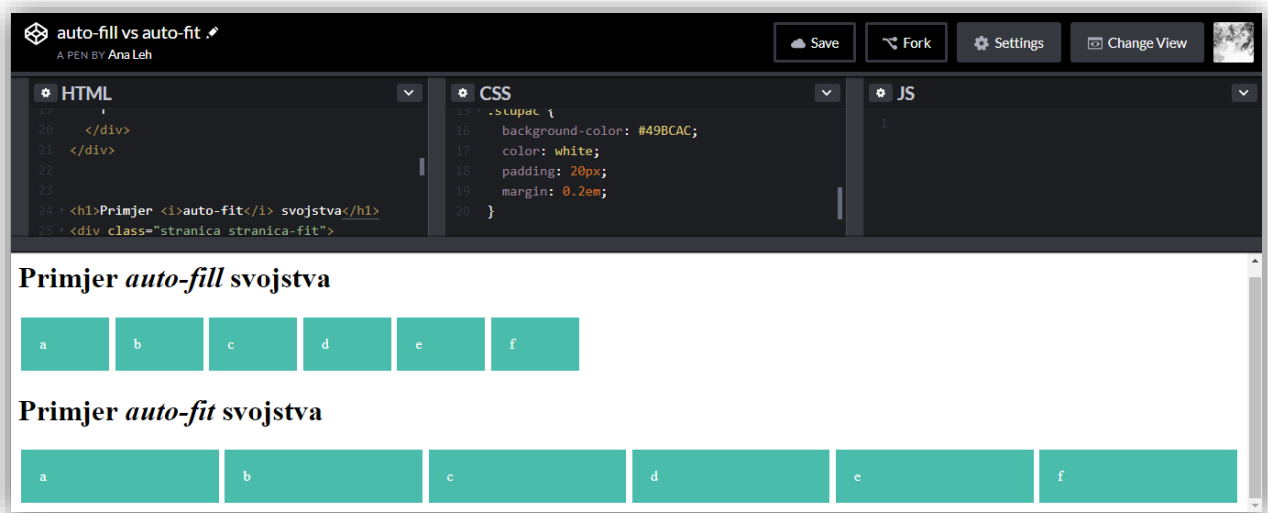 auto-fill vs auto-fit
A PEN BY Ana Leh
Save
Fork
Settings
Change View
HTML
20 </div>
21 </div>
22
23
24 <h1>Primjer <i>auto-fit</i> svojstva</h1>
25 <div class="stranica stranica-fit">
CSS
15 .stupac {
16 background-color: #49BCAC;
17 color: white;
18 padding: 20px;
19 margin: 0.2em;
20 }
JS
1
Primjer auto-fill svojstva
a b c d e f
Primjer auto-fit svojstva
a b c d e f